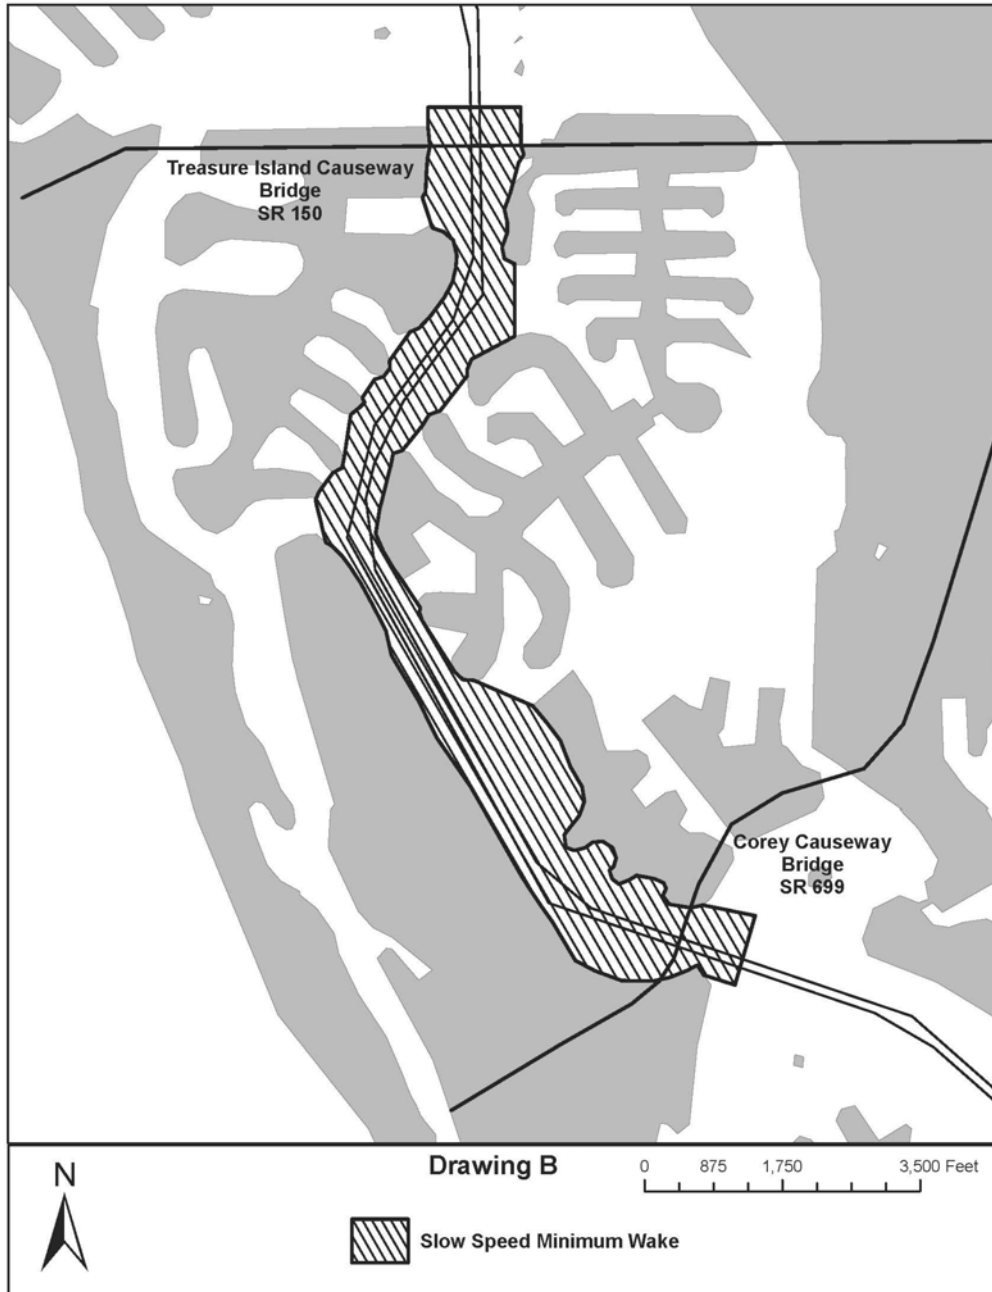 Treasure Island Causeway
Bridge
SR 150
Corey Causeway
Bridge
SR 699
N
Drawing B
0 875 1,750 3,500 Feet
Slow Speed Minimum Wake